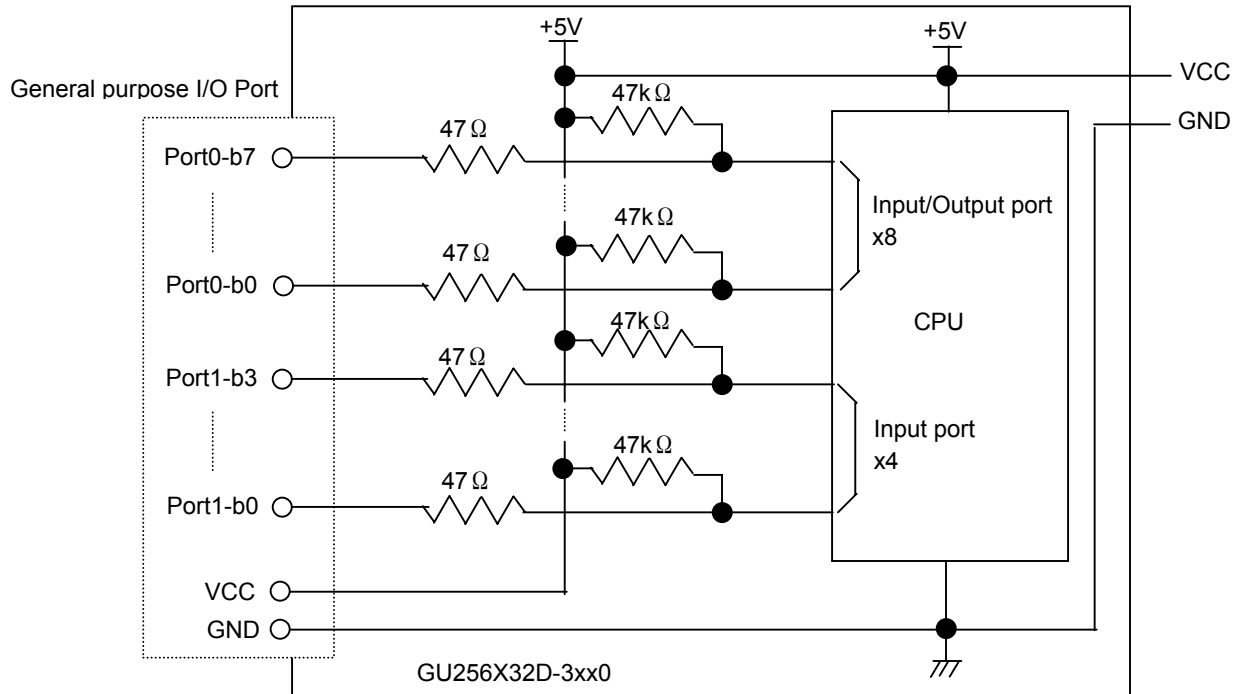 +5V
+5V
General purpose I/O Port
VCC
47kΩ
GND
47Ω
Port0-b7
Input/Output port
x8
47kΩ
47Ω
Port0-b0
CPU
47kΩ
47Ω
Port1-b3
Input port
x4
47kΩ
47Ω
Port1-b0
VCC
GND
GU256X32D-3xx0